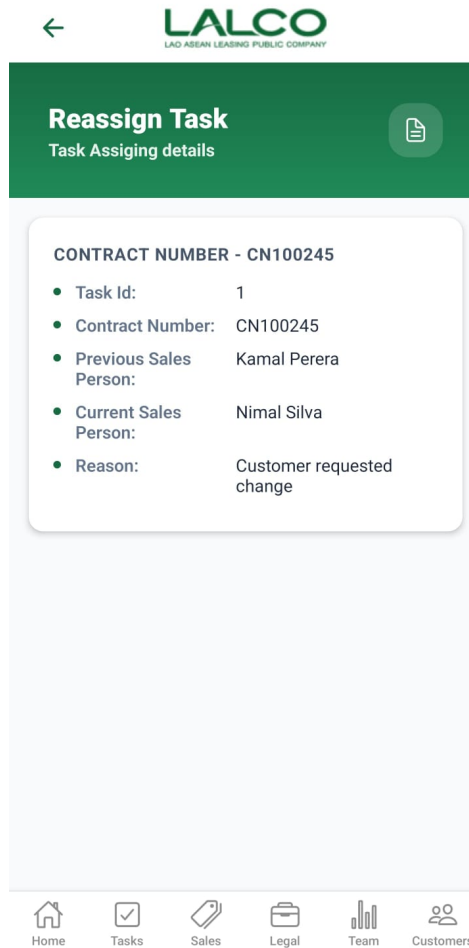 LALCO
LAO ASEAN LEASING PUBLIC COMPANY
Reassign Task
Task Assiging details
CONTRACT NUMBER - CN100245
Task Id: 1
Contract Number: CN100245
Previous Sales Kamal Perera
Person:
Current Sales Nimal Silva
Person:
Reason: Customer requested
change
Home Tasks Sales Legal Team Customer